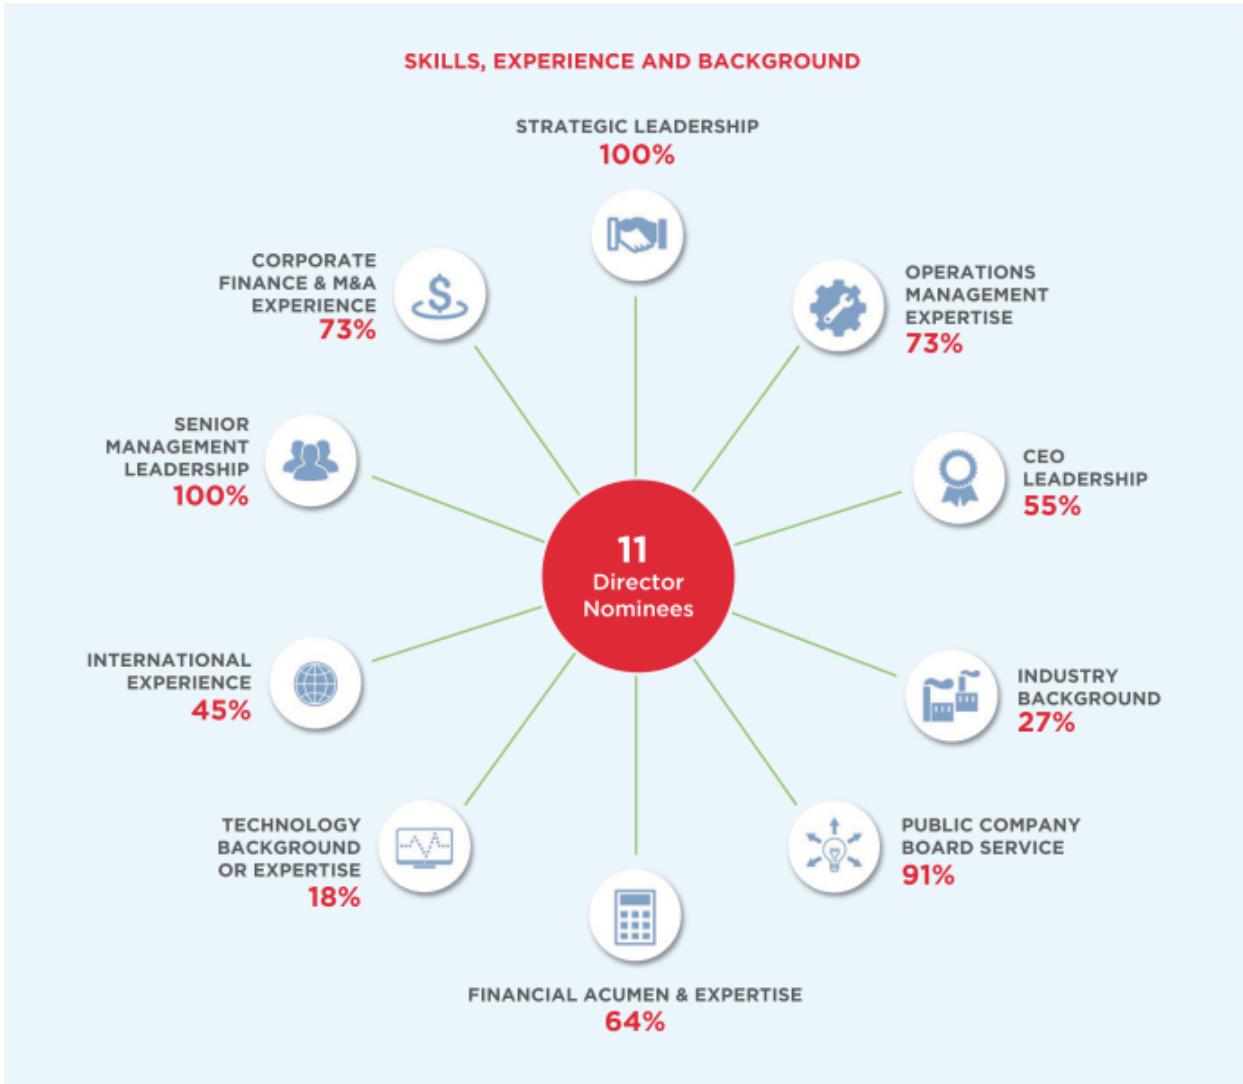 SKILLS, EXPERIENCE AND BACKGROUND
STRATEGIC LEADERSHIP
100%
CORPORATE
FINANCE & M&A
EXPERIENCE
73%
$
OPERATIONS
MANAGEMENT
EXPERTISE
73%
SENIOR
MANAGEMENT
LEADERSHIP
100%
CEO
LEADERSHIP
55%
11
Director
Nominees
INTERNATIONAL
EXPERIENCE
45%
INDUSTRY
BACKGROUND
27%
TECHNOLOGY
BACKGROUND
OR EXPERTISE
18%
PUBLIC COMPANY
BOARD SERVICE
91%
FINANCIAL ACUMEN & EXPERTISE
64%